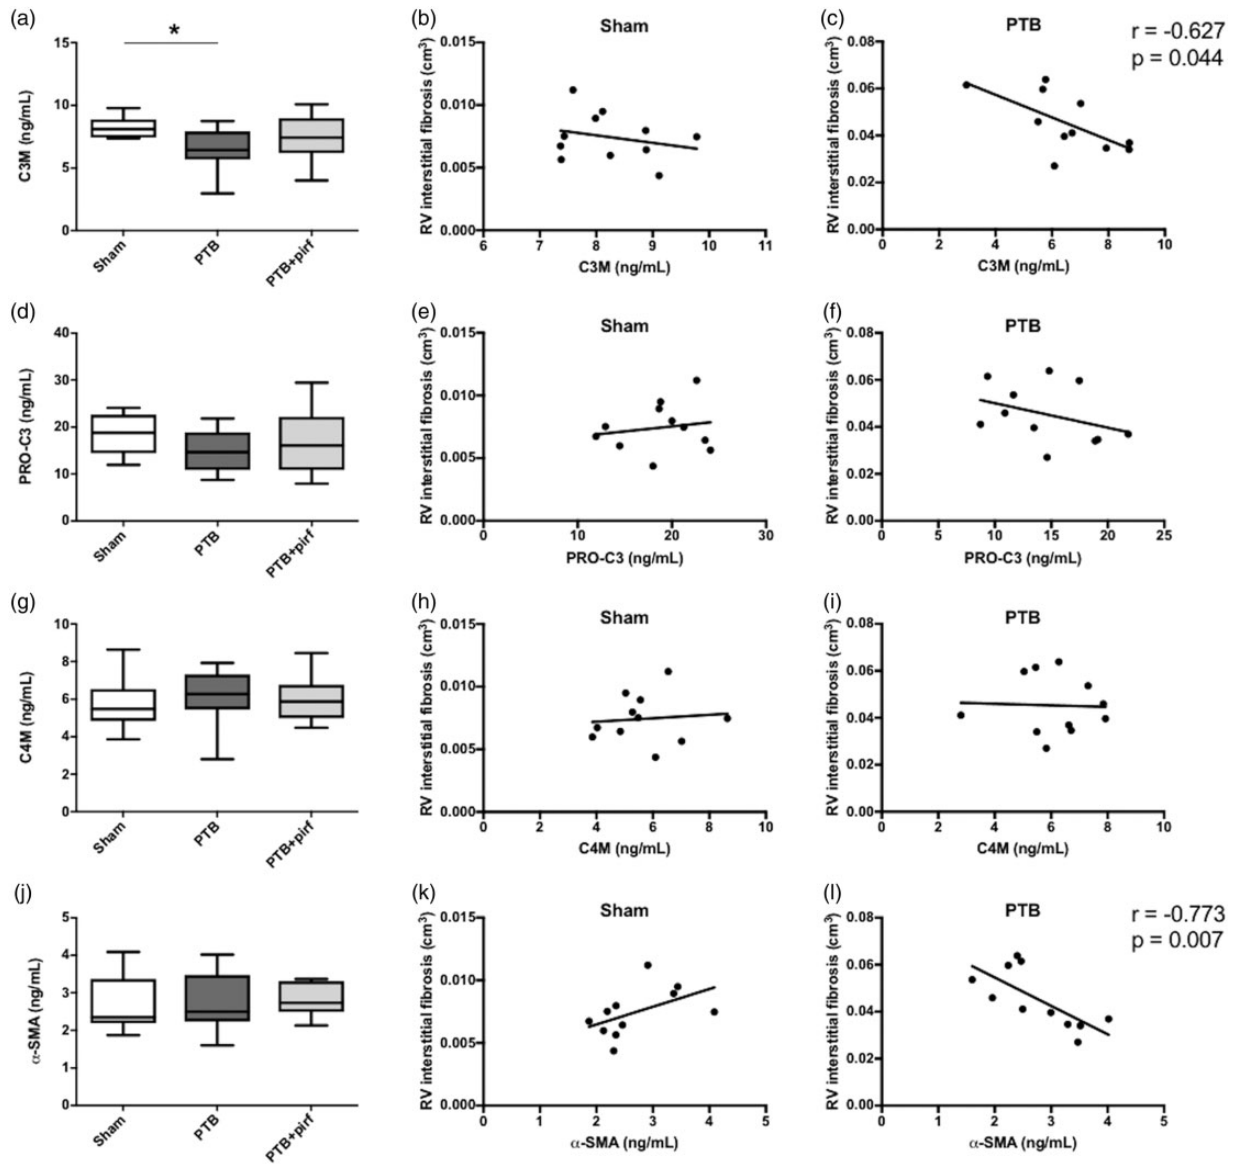 (a)
15
10
5
0
C3M (ng/mL)
*
Sham
PTB
PTB+pirf
(b)
Sham
RV interstitial fibrosis (cm³)
0.015
0.010
0.005
0.000
6 7 8 9 10 11
C3M (ng/mL)
(c)
PTB
r = -0.627
p = 0.044
RV interstitial fibrosis (cm³)
0.08
0.06
0.04
0.02
0.00
0 2 4 6 8 10
C3M (ng/mL)
(d)
40
30
20
10
0
PRO-C3 (ng/mL)
Sham
PTB
PTB+pirf
(e)
Sham
RV interstitial fibrosis (cm³)
0.015
0.010
0.005
0.000
0 10 20 30
PRO-C3 (ng/mL)
(f)
PTB
RV interstitial fibrosis (cm³)
0.08
0.06
0.04
0.02
0.00
0 5 10 15 20 25
PRO-C3 (ng/mL)
(g)
10
8
6
4
2
0
C4M (ng/mL)
Sham
PTB
PTB+pirf
(h)
Sham
RV interstitial fibrosis (cm³)
0.015
0.010
0.005
0.000
0 2 4 6 8 10
C4M (ng/mL)
(i)
PTB
RV interstitial fibrosis (cm³)
0.08
0.06
0.04
0.02
0.00
0 2 4 6 8 10
C4M (ng/mL)
(j)
5
4
3
2
1
0
α-SMA (ng/mL)
Sham
PTB
PTB+pirf
(k)
Sham
RV interstitial fibrosis (cm³)
0.015
0.010
0.005
0.000
0 1 2 3 4 5
α-SMA (ng/mL)
(l)
PTB
r = -0.773
p = 0.007
RV interstitial fibrosis (cm³)
0.08
0.06
0.04
0.02
0.00
0 1 2 3 4 5
α-SMA (ng/mL)